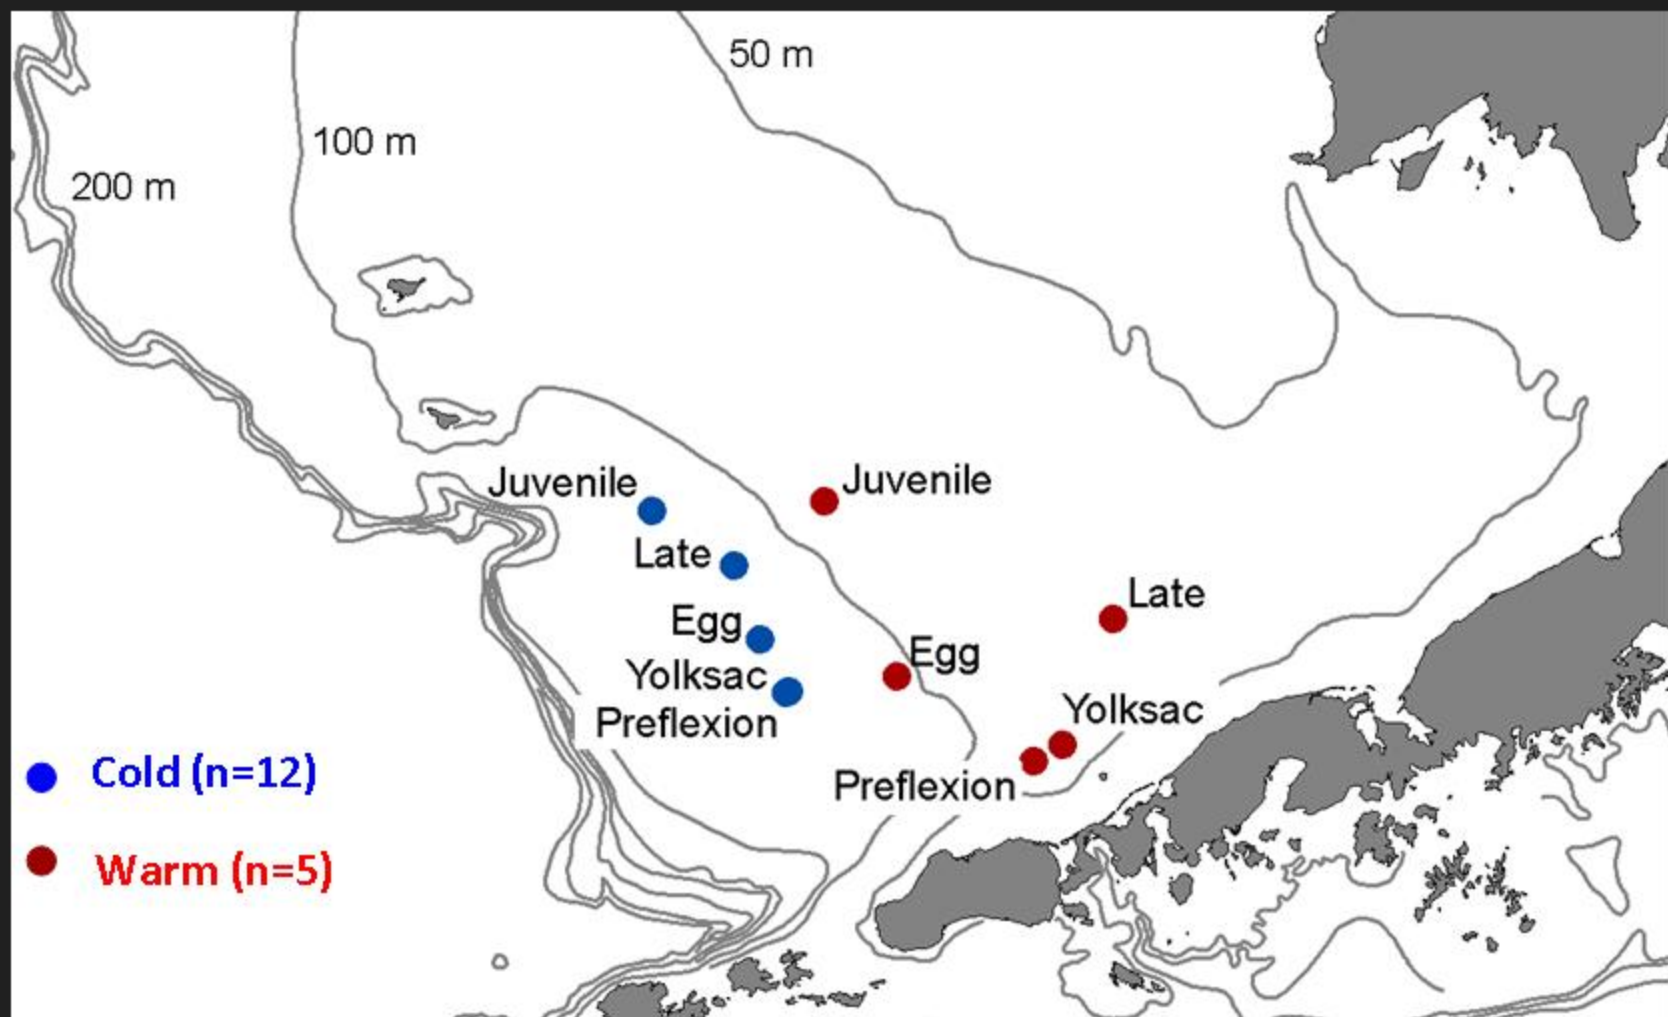 50 m
100 m
200 m
Juvenile
Juvenile
Late
Late
Egg
Egg
Yolksac
Preflexion
Yolksac
Preflexion
Cold (n=12)
Warm (n=5)